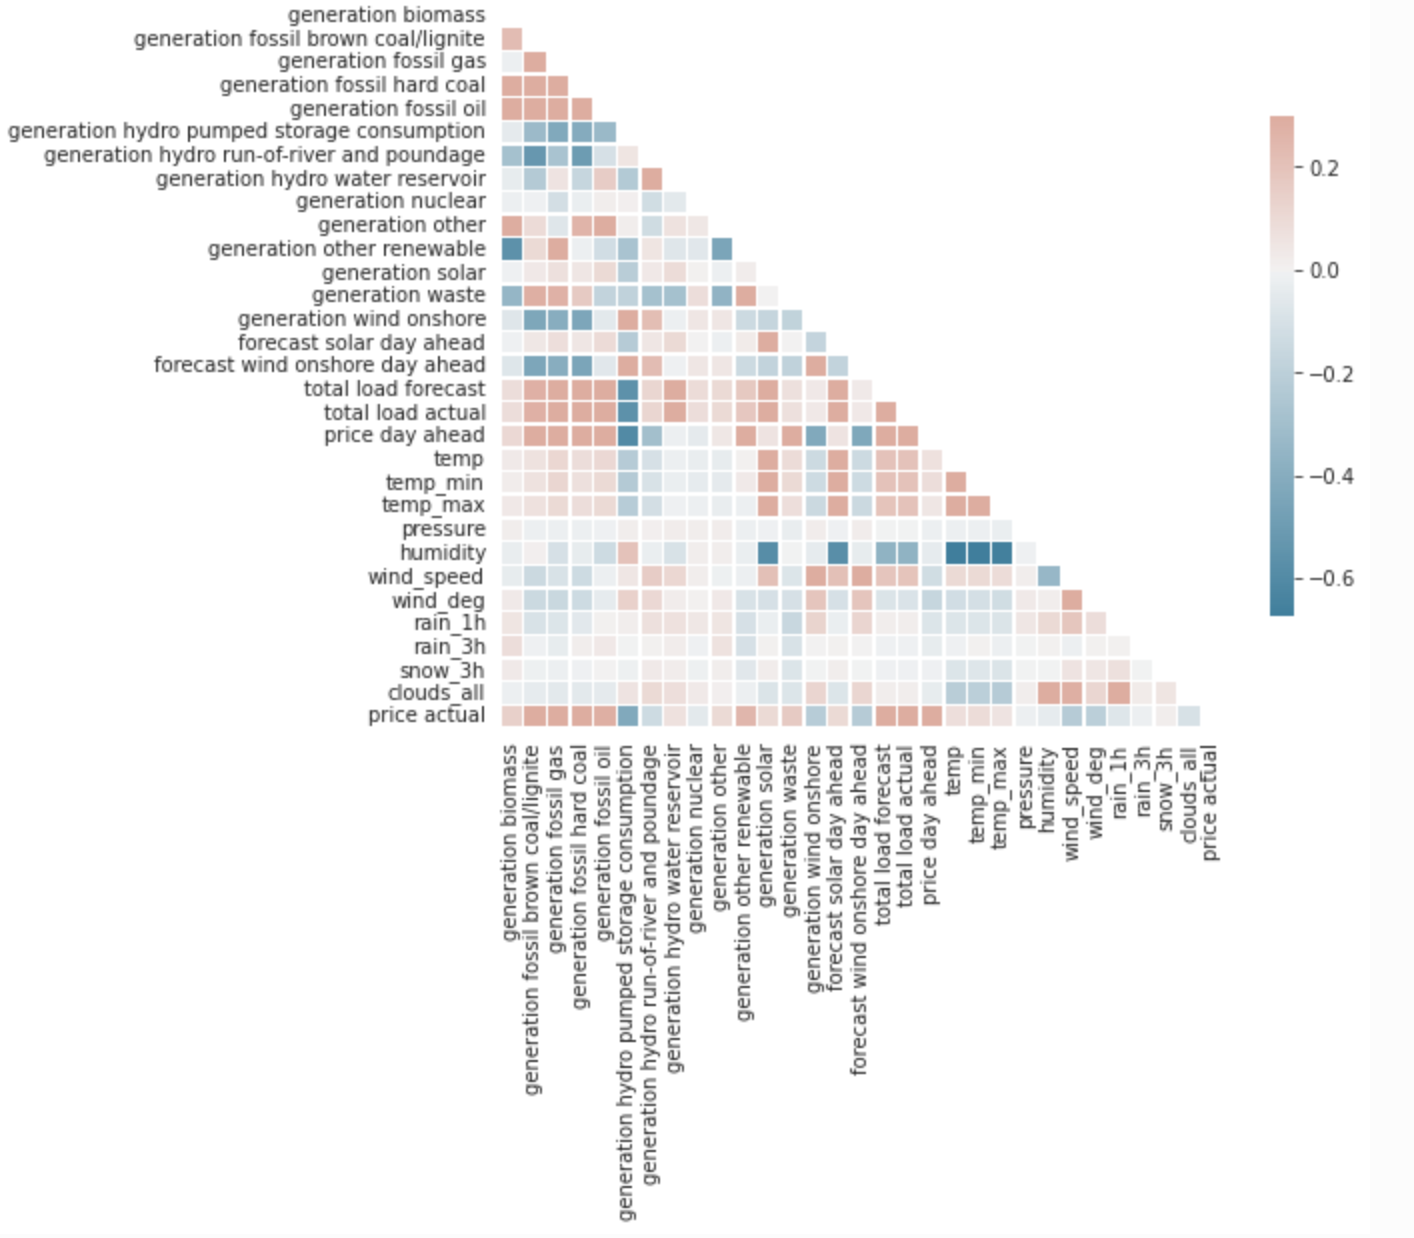 generation biomass
generation fossil brown coal/lignite
generation fossil gas
generation fossil hard coal
generation fossil oil
generation hydro pumped storage consumption
generation hydro run-of-river and poundage
generation hydro water reservoir
generation nuclear
generation other
generation other renewable
generation solar
generation waste
generation wind onshore
forecast solar day ahead
forecast wind onshore day ahead
total load forecast
total load actual
price day ahead
temp
temp_min
temp_max
pressure
humidity
wind_speed
wind_deg
rain_1h
rain_3h
snow_3h
clouds_all
price actual
0.2
0.0
−0.2
−0.4
−0.6
generation biomass
generation fossil brown coal/lignite
generation fossil gas
generation fossil hard coal
generation fossil oil
generation hydro pumped storage consumption
generation hydro run-of-river and poundage
generation hydro water reservoir
generation nuclear
generation other
generation other renewable
generation solar
generation waste
generation wind onshore
forecast solar day ahead
forecast wind onshore day ahead
total load forecast
total load actual
price day ahead
temp
temp_min
temp_max
pressure
humidity
wind_speed
wind_deg
rain_1h
rain_3h
snow_3h
clouds_all
price actual